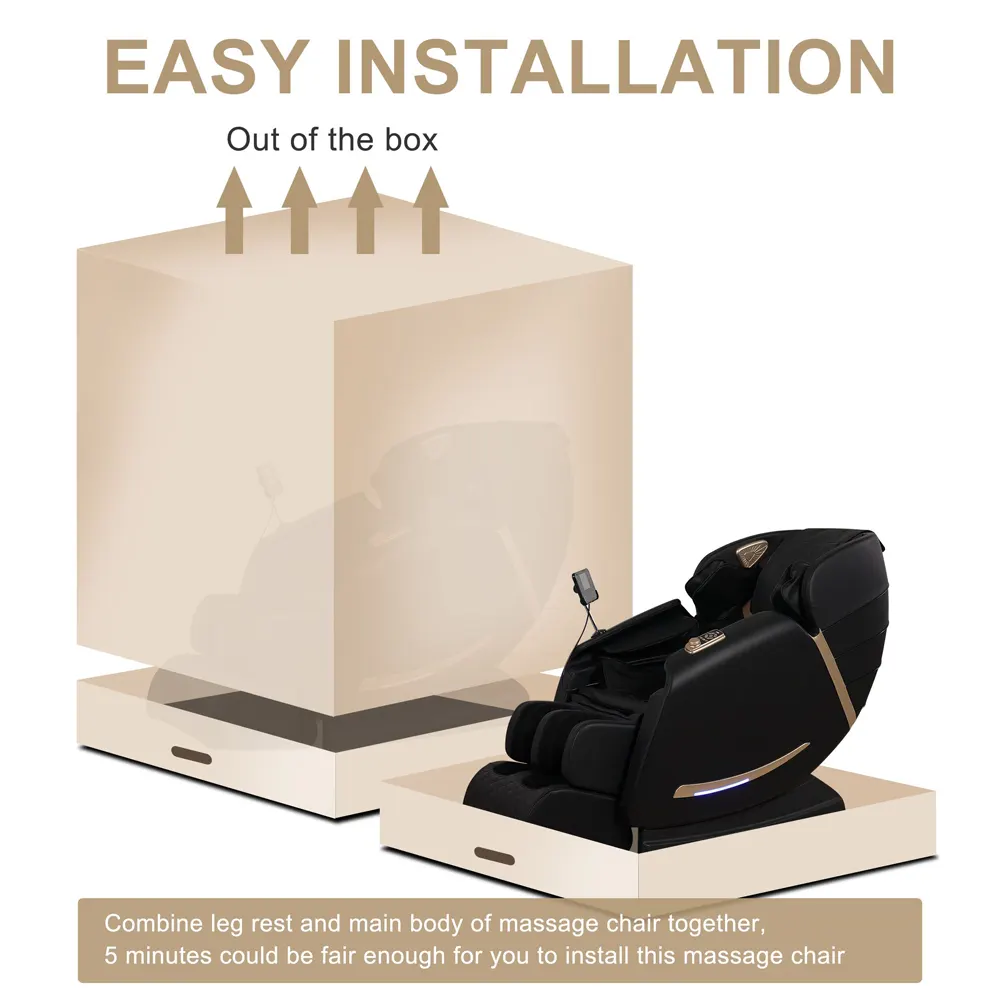 EASY INSTALLATION
Out of the box
Combine leg rest and main body of massage chair together,
5 minutes could be fair enough for you to install this massage chair